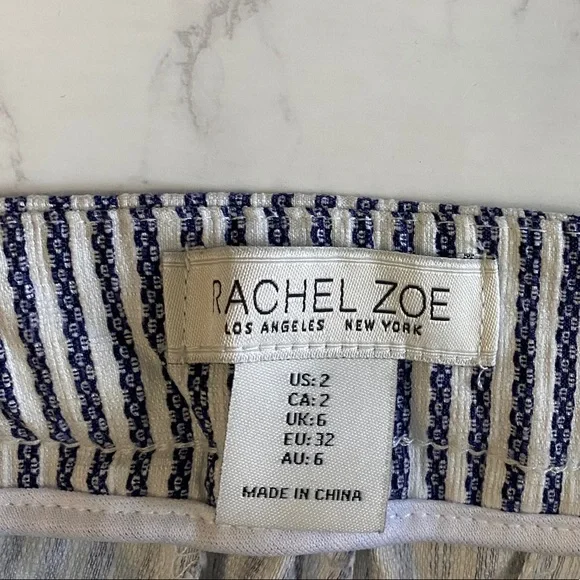 RACHEL ZOE
LOS ANGELES NEW YORK
US: 2
CA: 2
UK: 6
EU: 32
AU: 6
MADE IN CHINA